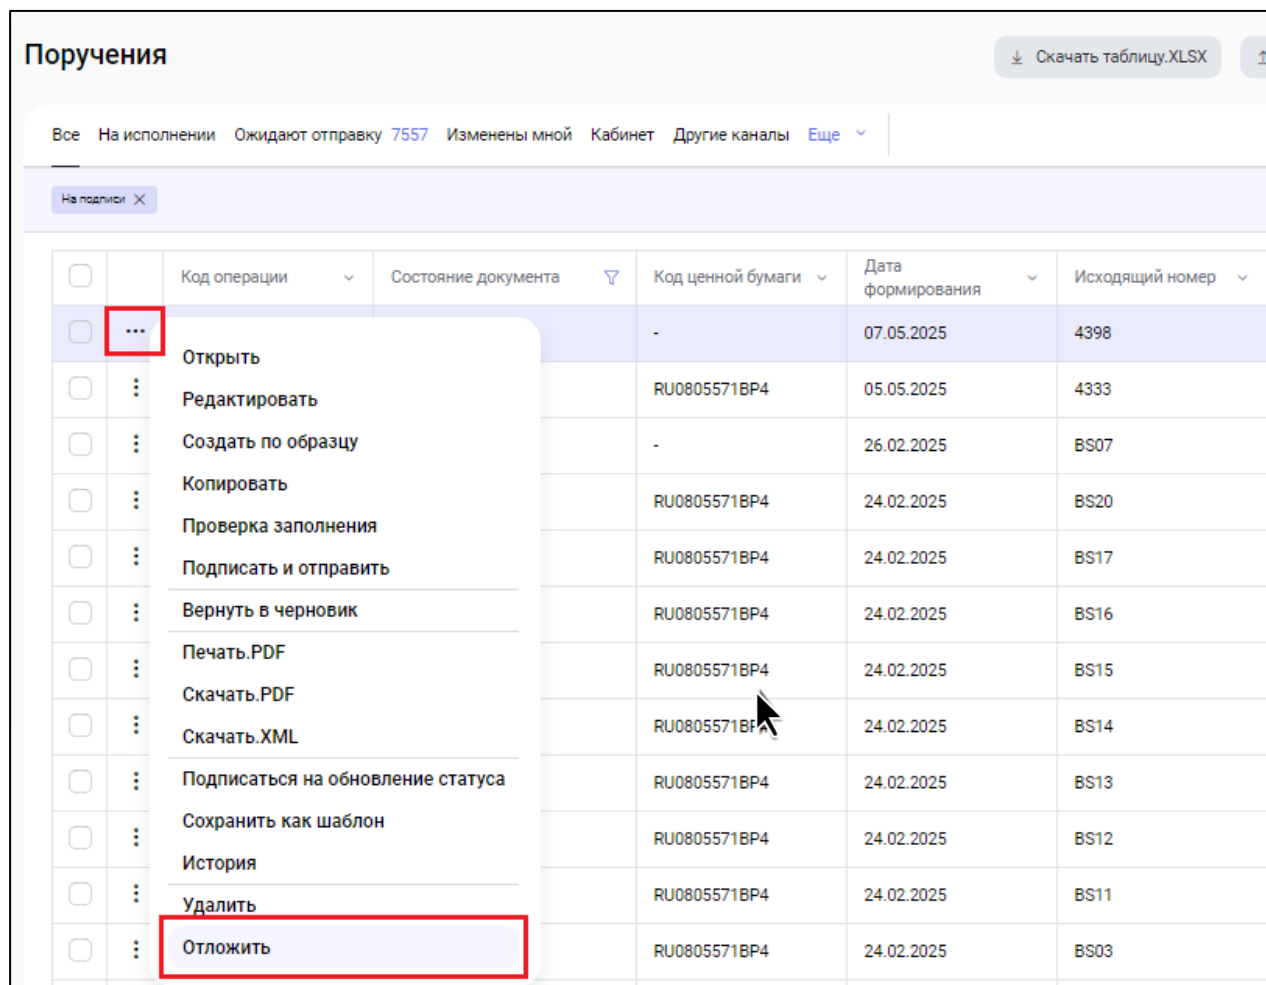 Поручения
Скачать таблицу.XLSX
Все На исполнении Ожидают отправку 7557 Изменены мной Кабинет Другие каналы Еще
На подписи
Код операции Состояние документа Код ценной бумаги Дата формирования Исходящий номер
- 07.05.2025 4398
Открыть
RU0805571BP4 05.05.2025 4333
Редактировать
Создать по образцу
- 26.02.2025 BS07
Копировать
RU0805571BP4 24.02.2025 BS20
Проверка заполнения
RU0805571BP4 24.02.2025 BS17
Подписать и отправить
Вернуть в черновик
RU0805571BP4 24.02.2025 BS16
Печать.PDF
RU0805571BP4 24.02.2025 BS15
Скачать.PDF
24.02.2025 BS14
Скачать.XML
Подписаться на обновление статуса
RU0805571BP4 24.02.2025 BS13
Сохранить как шаблон
RU0805571BP4 24.02.2025 BS12
История
RU0805571BP4 24.02.2025 BS11
Удалить
Отложить
RU0805571BP4 24.02.2025 BS03